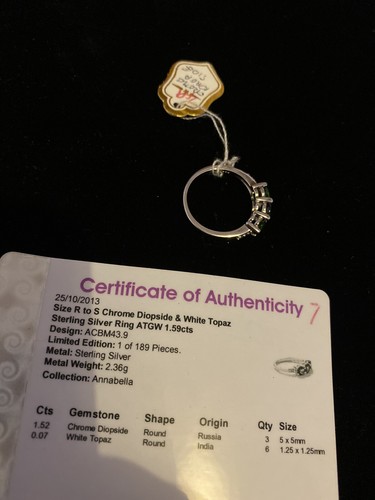 Certificate of Authenticity 7
25/10/2013
Size R to S Chrome Diopside & White Topaz
Sterling Silver Ring ATGW 1.59cts
Design: ACBM43.9
Limited Edition: 1 of 189 Pieces.
Metal: Sterling Silver
Metal Weight: 2.36g
Collection: Annabella
Cts Gemstone Shape Origin Qty Size
1.52 Chrome Diopside Round Russia 3 5 x 5mm
0.07 White Topaz Round India 6 1.25 x 1.25mm